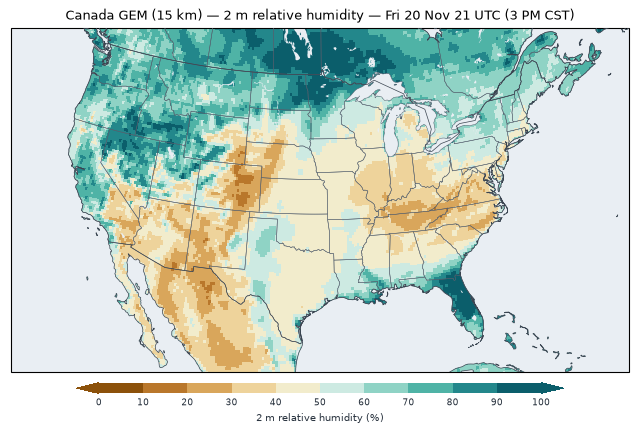 Canada GEM (15 km) — 2 m relative humidity — Fri 20 Nov 21 UTC (3 PM CST)
0 10 20 30 40 50 60 70 80 90 100
2 m relative humidity (%)